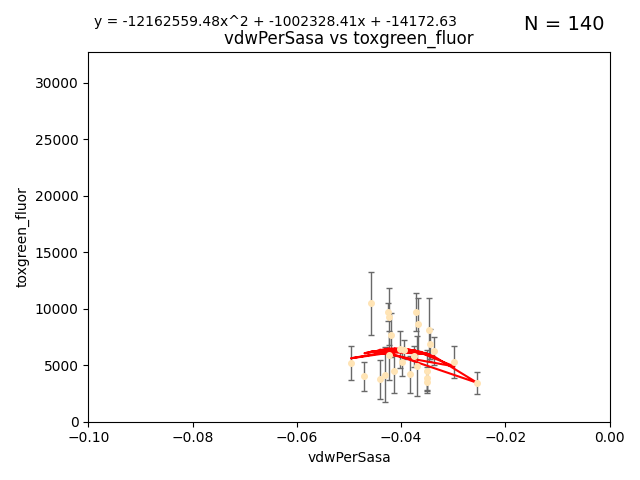 y = -12162559.48x^2 + -1002328.41x + -14172.63
N = 140
vdwPerSasa vs toxgreen_fluor
30000
25000
20000
15000
10000
5000
0
toxgreen_fluor
−0.10 −0.08 −0.06 −0.04 −0.02 0.00
vdwPerSasa